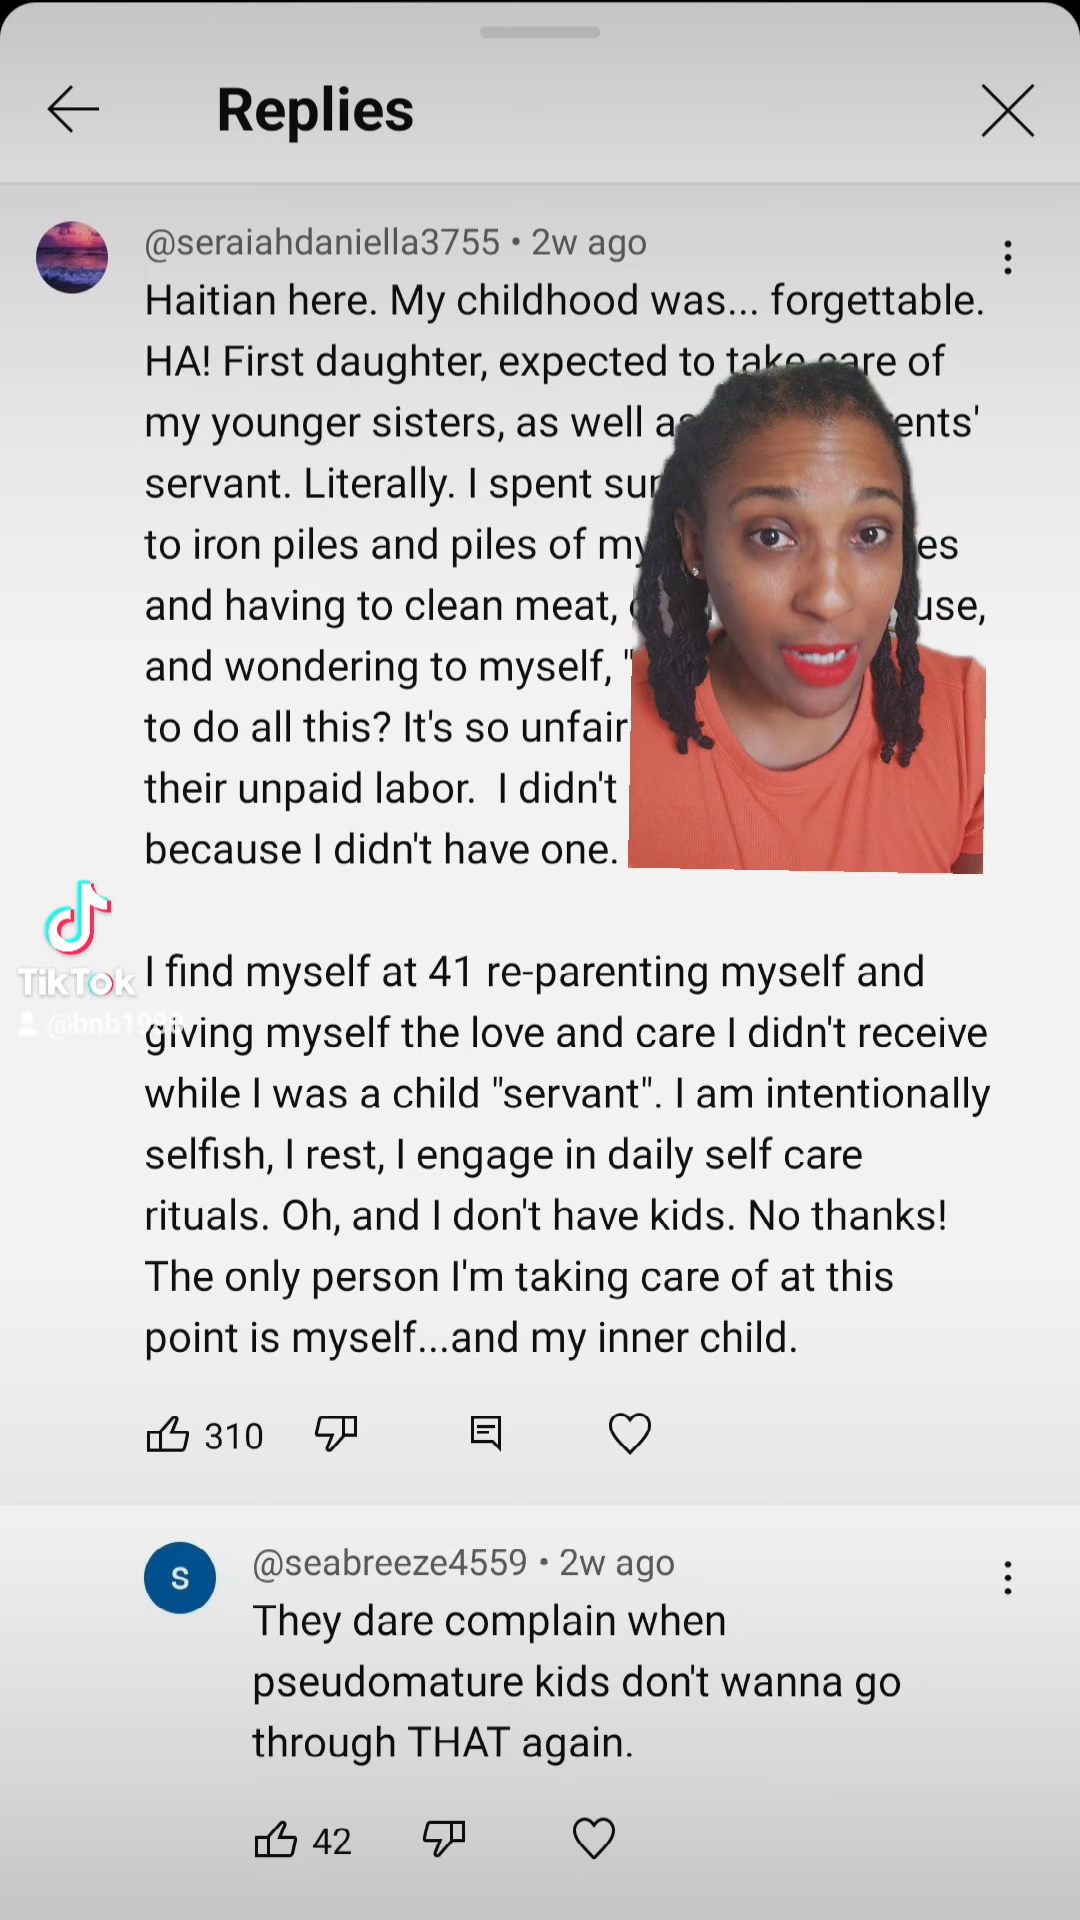 Replies
@seraiahdaniella3755 • 2w ago
Haitian here. My childhood was... forgettable.
HA! First daughter, expected to take care of
my younger sisters, as well as ents'
servant. Literally. I spent
to iron piles and piles of my es
and having to clean meat, use,
and wondering to myself, "
to do all this? It's so unfair
their unpaid labor. I didn't
because I didn't have one.
TikTok
I find myself at 41 re-parenting myself and
@bnb1988
giving myself the love and care I didn't receive
while I was a child "servant". I am intentionally
selfish, I rest, I engage in daily self care
rituals. Oh, and I don't have kids. No thanks!
The only person I'm taking care of at this
point is myself...and my inner child.
310
S
@seabreeze4559 • 2w ago
They dare complain when
pseudomature kids don't wanna go
through THAT again.
42